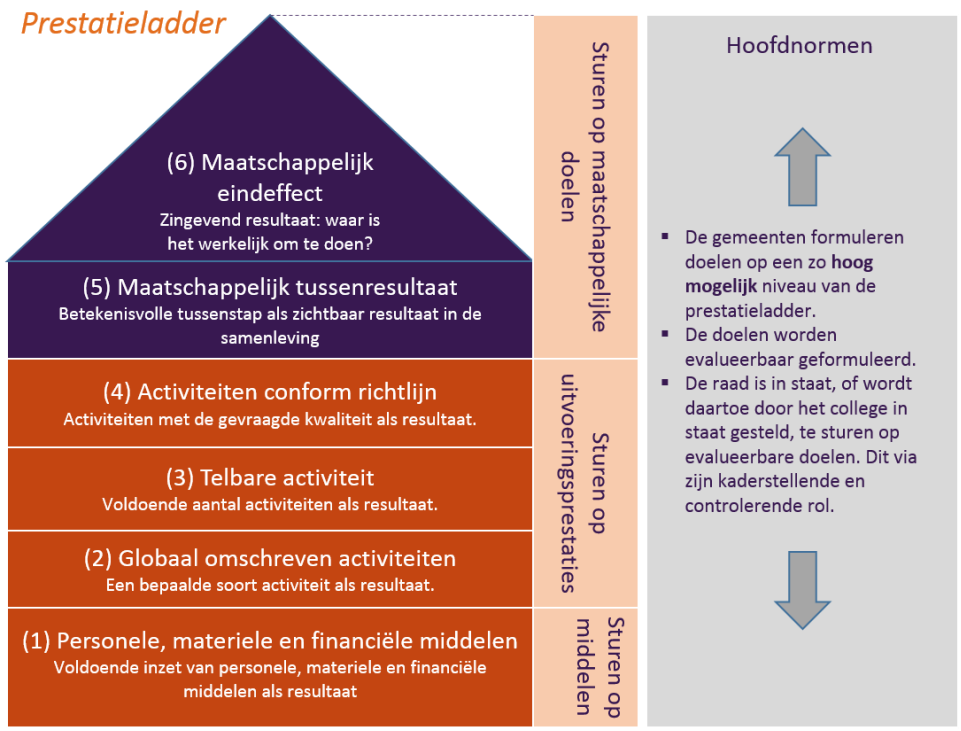 Prestatieladder
(6) Maatschappelijk
eindeffect
Zingevend resultaat: waar is
het werkelijk om te doen?
(5) Maatschappelijk tussenresultaat
Betekenisvolle tussenstap als zichtbaar resultaat in de
samenleving
(4) Activiteiten conform richtlijn
Activiteiten met de gevraagde kwaliteit als resultaat.
(3) Telbare activiteit
Voldoende aantal activiteiten als resultaat.
(2) Globaal omschreven activiteiten
Een bepaalde soort activiteit als resultaat.
(1) Personele, materiele en financiële middelen
Voldoende inzet van personele, materiele en financiële
middelen als resultaat
Sturen op maatschappelijke
doelen
Sturen op
uitvoeringsprestaties
Sturen op
middelen
Hoofdnormen
▪ De gemeenten formuleren
doelen op een zo hoog
mogelijk niveau van de
prestatieladder.
▪ De doelen worden
evalueerbaar geformuleerd.
▪ De raad is in staat, of wordt
daartoe door het college in
staat gesteld, te sturen op
evalueerbare doelen. Dit via
zijn kaderstellende en
controlerende rol.